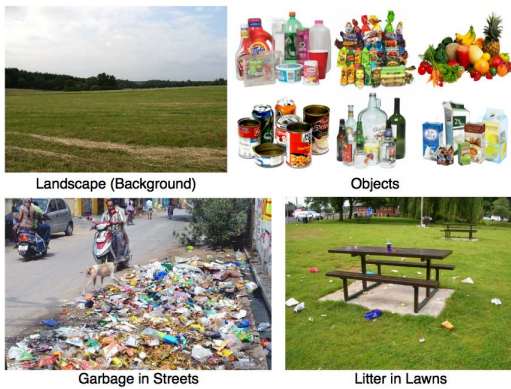 Landscape (Background)
Objects
Garbage in Streets
Litter in Lawns